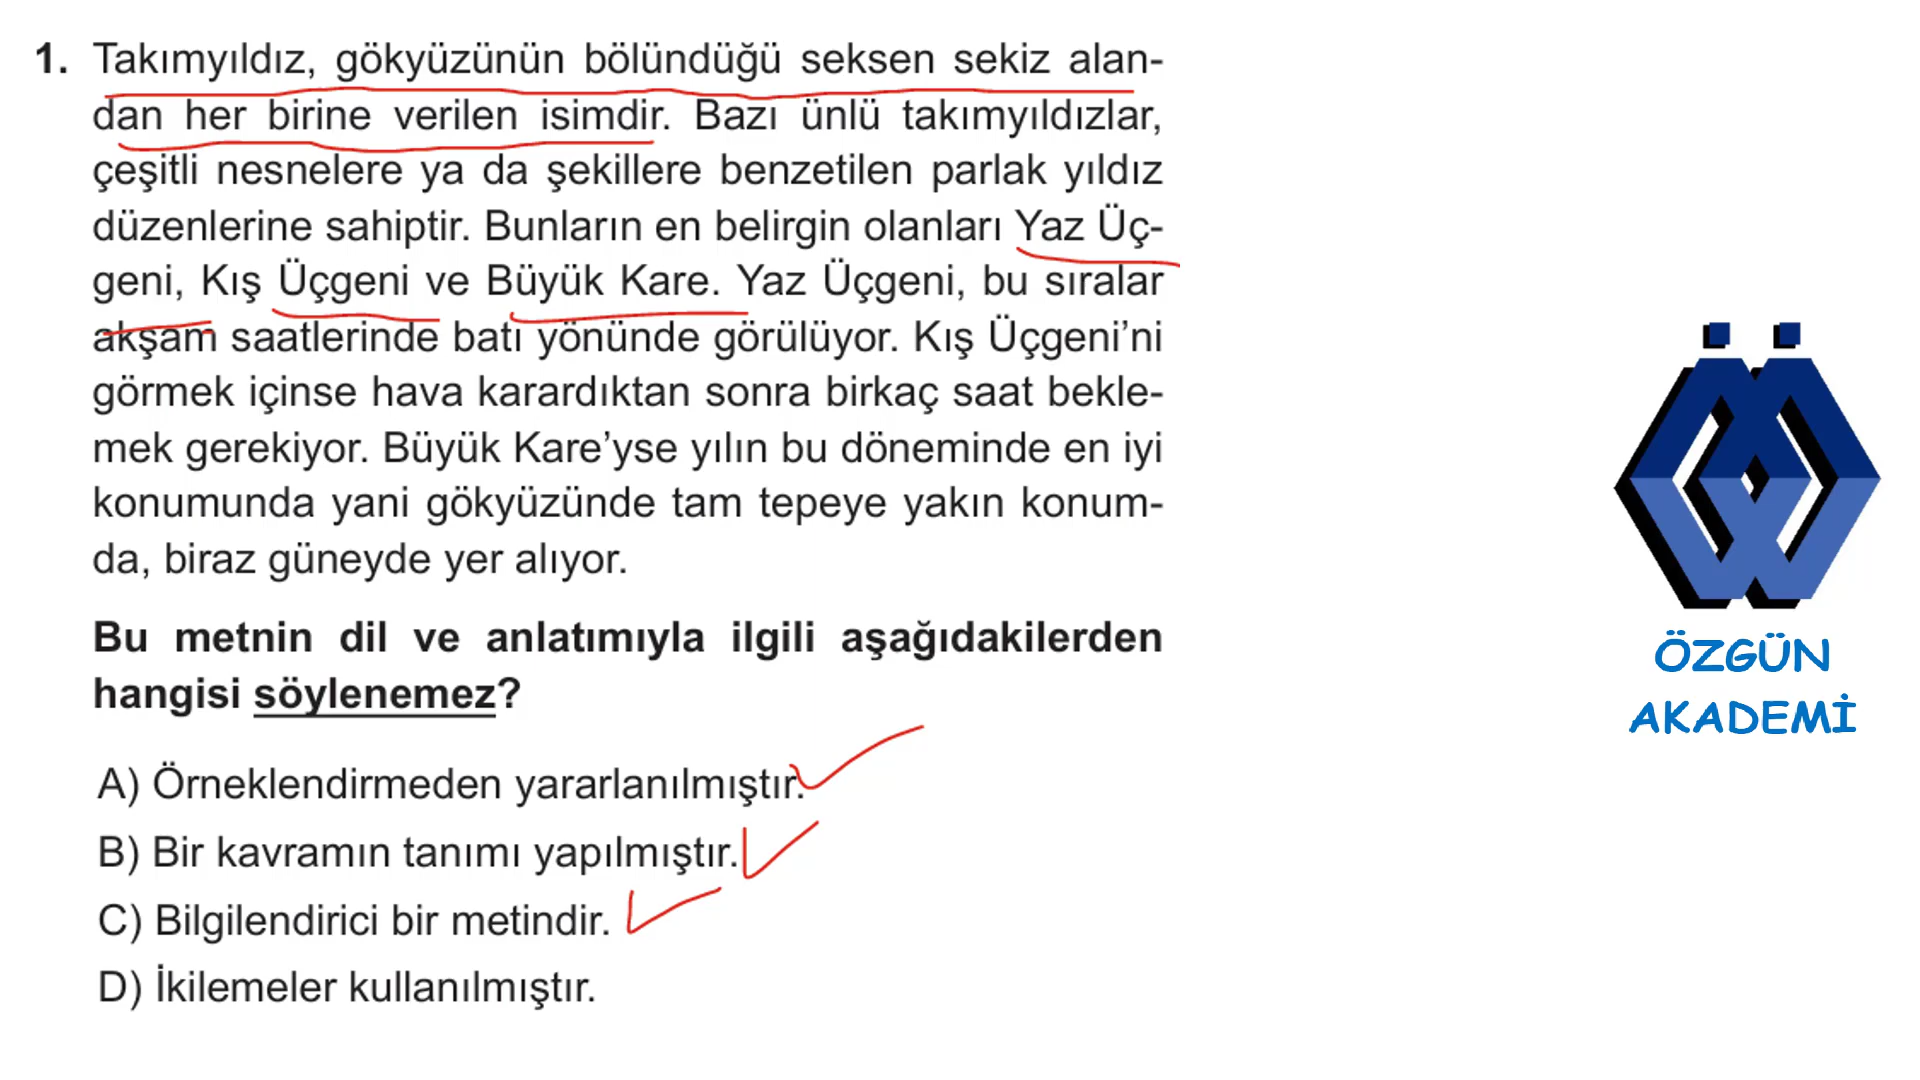 1. Takımyıldız, gökyüzünün bölündüğü seksen sekiz alan-
dan her birine verilen isimdir. Bazı ünlü takımyıldızlar,
çeşitli nesnelere ya da şekillere benzetilen parlak yıldız
düzenlerine sahiptir. Bunların en belirgin olanları Yaz Üç-
geni, Kış Üçgeni ve Büyük Kare. Yaz Üçgeni, bu sıralar
akşam saatlerinde batı yönünde görülüyor. Kış Üçgeni’ni
görmek içinse hava karardıktan sonra birkaç saat bekle-
mek gerekiyor. Büyük Kare’yse yılın bu döneminde en iyi
konumunda yani gökyüzünde tam tepeye yakın konum-
da, biraz güneyde yer alıyor.
Bu metnin dil ve anlatımıyla ilgili aşağıdakilerden
hangisi söylenemez?
A) Örneklendirmeden yararlanılmıştır.
B) Bir kavramın tanımı yapılmıştır.
C) Bilgilendirici bir metindir.
D) İkilemeler kullanılmıştır.
ÖZGÜN
AKADEMİ